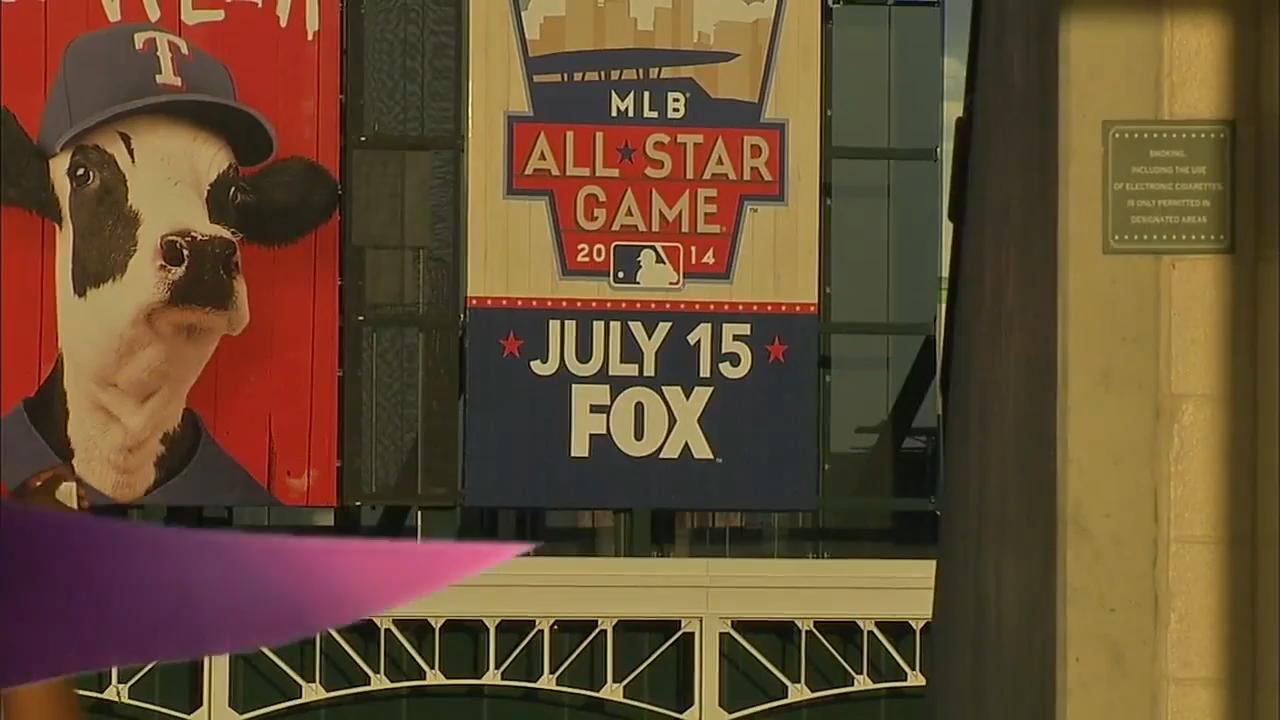 T
MLB
ALL★STAR
GAME
20 14
JULY 15
FOX
SMOKING,
INCLUDING THE USE
OF ELECTRONIC CIGARETTES
IS ONLY PERMITTED IN
DESIGNATED AREAS